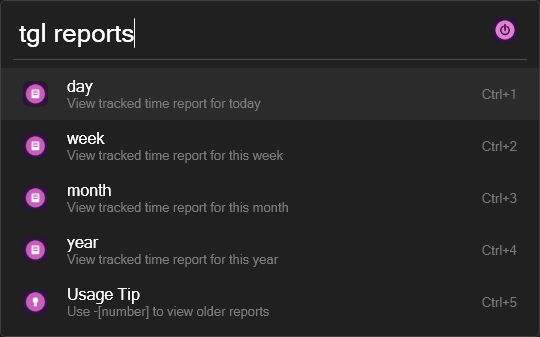 tgl reports
day
View tracked time report for today
Ctrl+1
week
View tracked time report for this week
Ctrl+2
month
View tracked time report for this month
Ctrl+3
year
View tracked time report for this year
Ctrl+4
Usage Tip
Use -[number] to view older reports
Ctrl+5